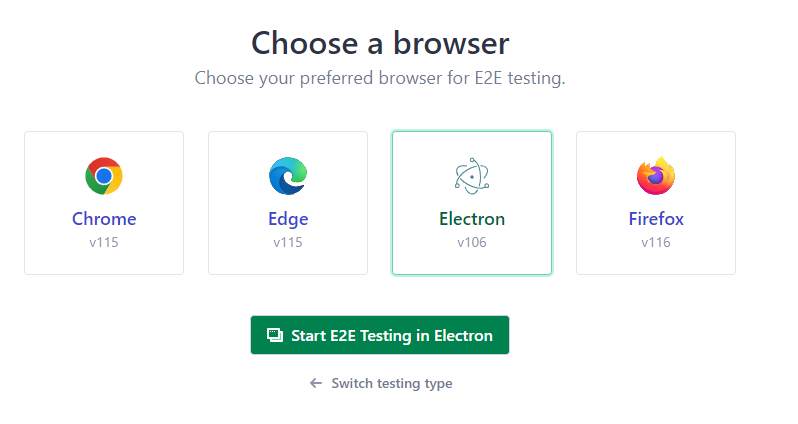 Choose a browser
Choose your preferred browser for E2E testing.
Chrome
v115
Edge
v115
Electron
v106
Firefox
v116
Start E2E Testing in Electron
Switch testing type